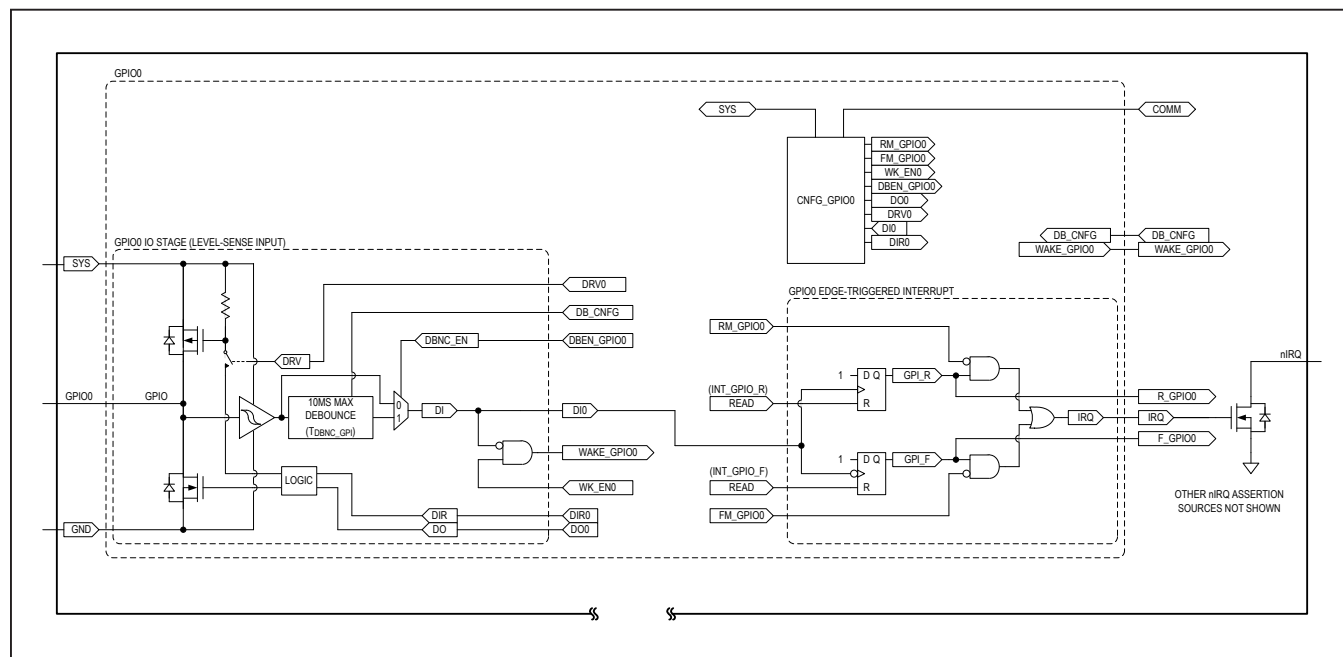 GPIO0
SYS
COMM
CNFG_GPIO0
RM_GPIO0
FM_GPIO0
WK_EN0
DBEN_GPIO0
DO0
DRV0
DI0
DIR0
DB_CNFG
DB_CNFG
WAKE_GPIO0
WAKE_GPIO0
GPIO0 IO STAGE (LEVEL-SENSE INPUT)
SYS
DRV0
DB_CNFG
DBNC_EN
DBEN_GPIO0
DRV
GPIO0
GPIO
10MS MAX
DEBOUNCE
(TDBNC_GPI)
0
1
DI
DI0
WAKE_GPIO0
WK_EN0
LOGIC
DIR
DIR0
DO
DO0
GND
GPIO0 EDGE-TRIGGERED INTERRUPT
RM_GPIO0
1
D Q
R
GPI_R
(INT_GPIO_R)
READ
R_GPIO0
IRQ
IRQ
nIRQ
1
D Q
R
GPI_F
F_GPIO0
(INT_GPIO_F)
READ
FM_GPIO0
OTHER nIRQ ASSERTION
SOURCES NOT SHOWN